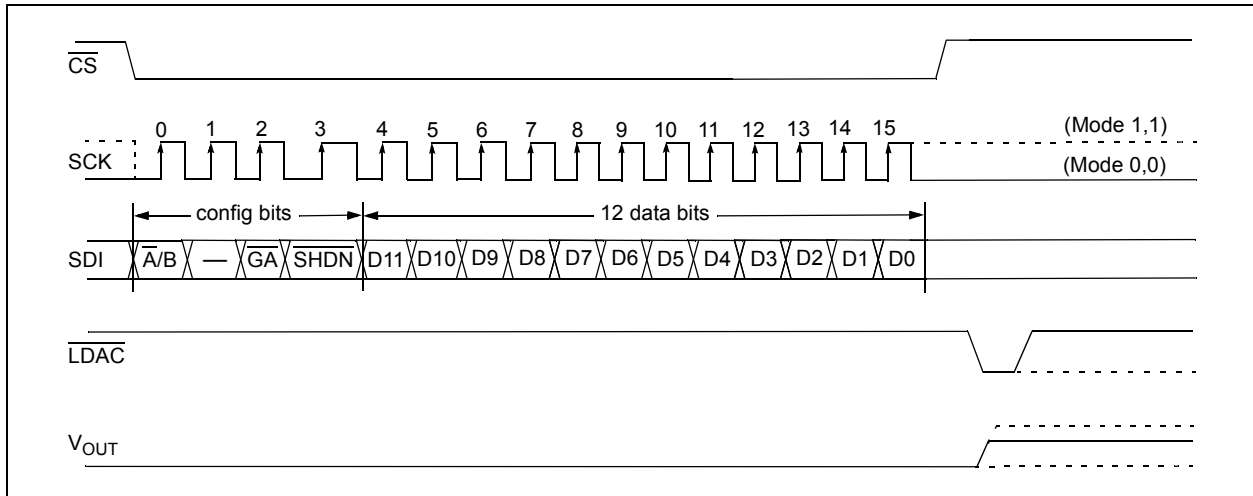 CS
0 1 2 3 4 5 6 7 8 9 10 11 12 13 14 15
(Mode 1,1)
SCK
(Mode 0,0)
config bits
12 data bits
SDI A/B — GA SHDN D11 D10 D9 D8 D7 D6 D5 D4 D3 D2 D1 D0
LDAC
VOUT